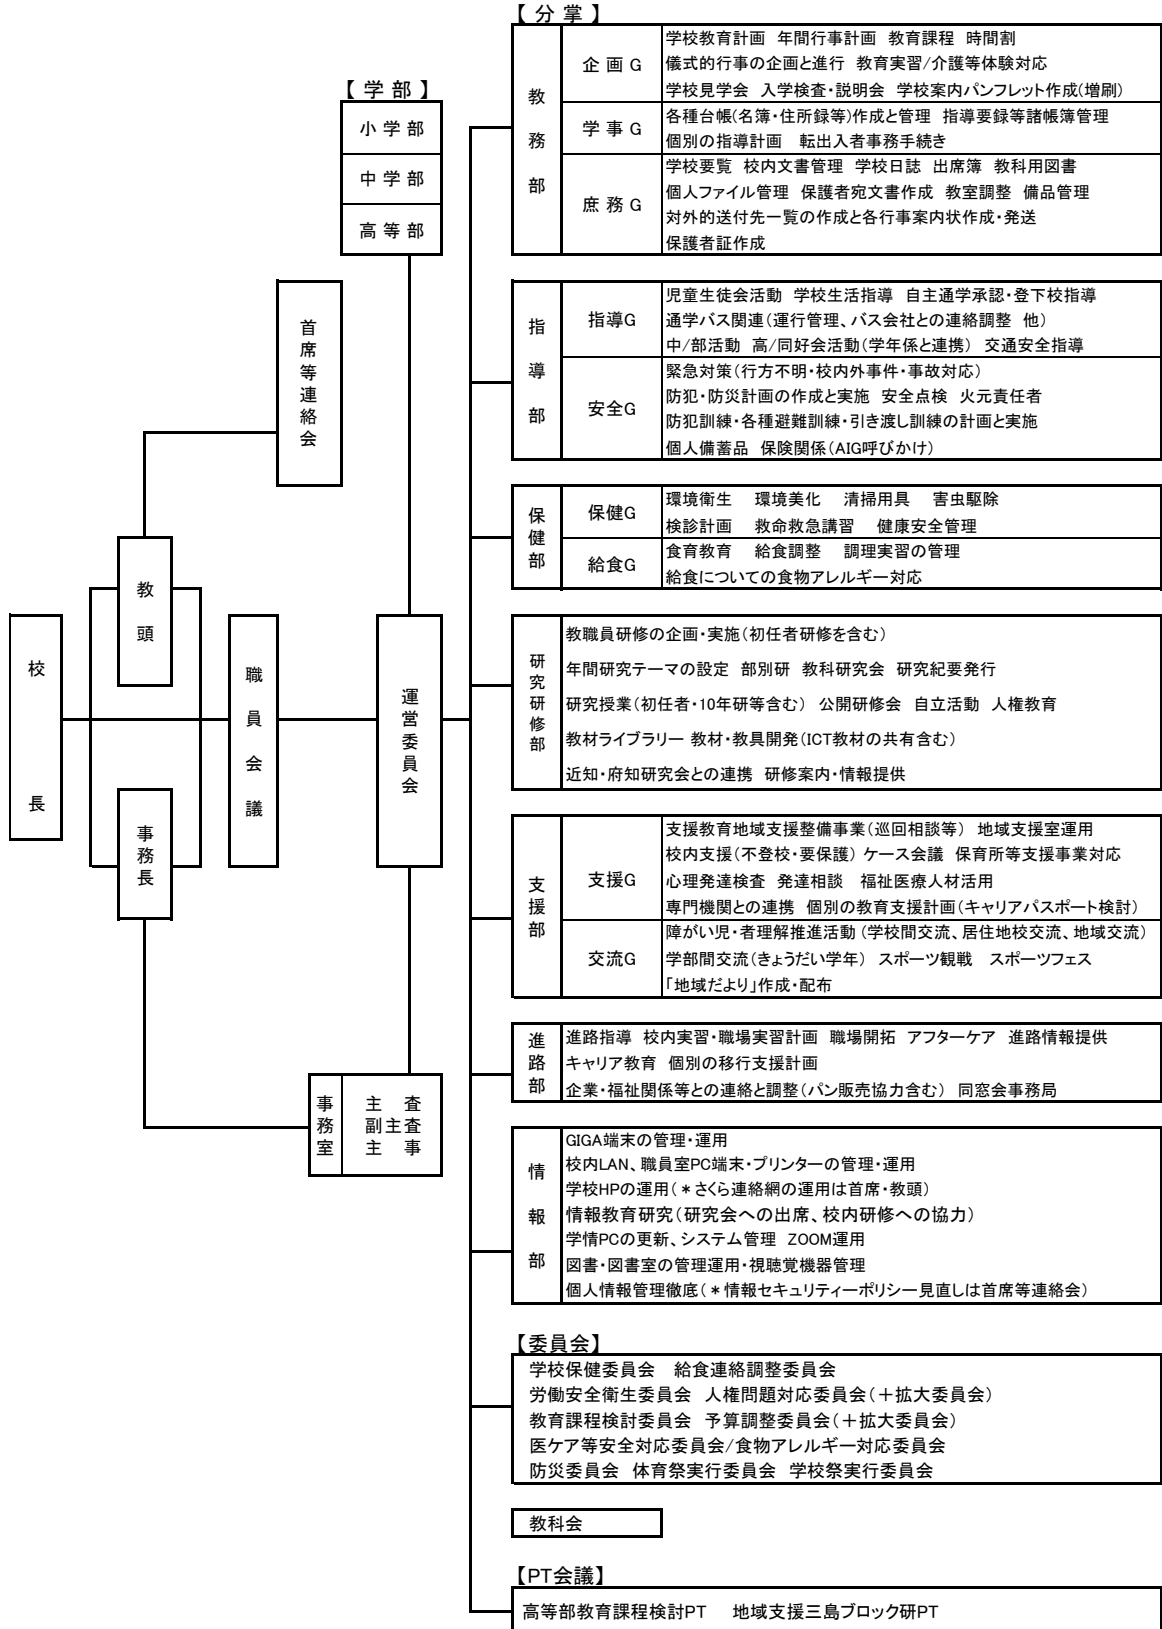 【 分 掌 】
教務部
企 画 G
学校教育計画 年間行事計画 教育課程 時間割
儀式的行事の企画と進行 教育実習/介護等体験対応
学校見学会 入学検査・説明会 学校案内パンフレット作成(増刷)
学 事 G
各種台帳(名簿・住所録等)作成と管理 指導要録等諸帳簿管理
個別の指導計画 転出入者事務手続き
庶 務 G
学校要覧 校内文書管理 学校日誌 出席簿 教科用図書
個人ファイル管理 保護者宛文書作成 教室調整 備品管理
対外的送付先一覧の作成と各行事案内状作成・発送
保護者証作成
【 学 部 】
小 学 部
中 学 部
高 等 部
首席等連絡会
教頭
校長
事務長
職員会議
運営委員会
事務室
主 査
副主査
主 事
指導部
指導G
児童生徒会活動 学校生活指導 自主通学承認・登下校指導
通学バス関連(運行管理、バス会社との連絡調整 他)
中/部活動 高/同好会活動(学年係と連携) 交通安全指導
安全G
緊急対策(行方不明・校内外事件・事故対応)
防犯・防災計画の作成と実施 安全点検 火元責任者
防犯訓練・各種避難訓練・引き渡し訓練の計画と実施
個人備蓄品 保険関係(AIG呼びかけ)
保健部
保健G
環境衛生 環境美化 清掃用具 害虫駆除
検診計画 救命救急講習 健康安全管理
給食G
食育教育 給食調整 調理実習の管理
給食についての食物アレルギー対応
研究研修部
教職員研修の企画・実施(初任者研修を含む)
年間研究テーマの設定 部別研 教科研究会 研究紀要発行
研究授業(初任者・10年研等含む) 公開研修会 自立活動 人権教育
教材ライブラリー 教材・教具開発(ICT教材の共有含む)
近知・府知研究会との連携 研修案内・情報提供
支援部
支援G
支援教育地域支援整備事業(巡回相談等) 地域支援室運用
校内支援(不登校・要保護) ケース会議 保育所等支援事業対応
心理発達検査 発達相談 福祉医療人材活用
専門機関との連携 個別の教育支援計画(キャリアパスポート検討)
交流G
障がい児・者理解推進活動 (学校間交流、居住地校交流、地域交流)
学部間交流(きょうだい学年) スポーツ観戦 スポーツフェス
「地域だより」作成・配布
進路部
進路指導 校内実習・職場実習計画 職場開拓 アフターケア 進路情報提供
キャリア教育 個別の移行支援計画
企業・福祉関係等との連絡と調整(パン販売協力含む) 同窓会事務局
情報部
GIGA端末の管理・運用
校内LAN、職員室PC端末・プリンターの管理・運用
学校HPの運用(＊さくら連絡網の運用は首席・教頭)
情報教育研究(研究会への出席、校内研修への協力)
学情PCの更新、システム管理 ZOOM運用
図書・図書室の管理運用・視聴覚機器管理
個人情報管理徹底(＊情報セキュリティーポリシー見直しは首席等連絡会)
【委員会】
学校保健委員会 給食連絡調整委員会
労働安全衛生委員会 人権問題対応委員会(＋拡大委員会)
教育課程検討委員会 予算調整委員会(＋拡大委員会)
医ケア等安全対応委員会/食物アレルギー対応委員会
防災委員会 体育祭実行委員会 学校祭実行委員会
教科会
【PT会議】
高等部教育課程検討PT 地域支援三島ブロック研PT